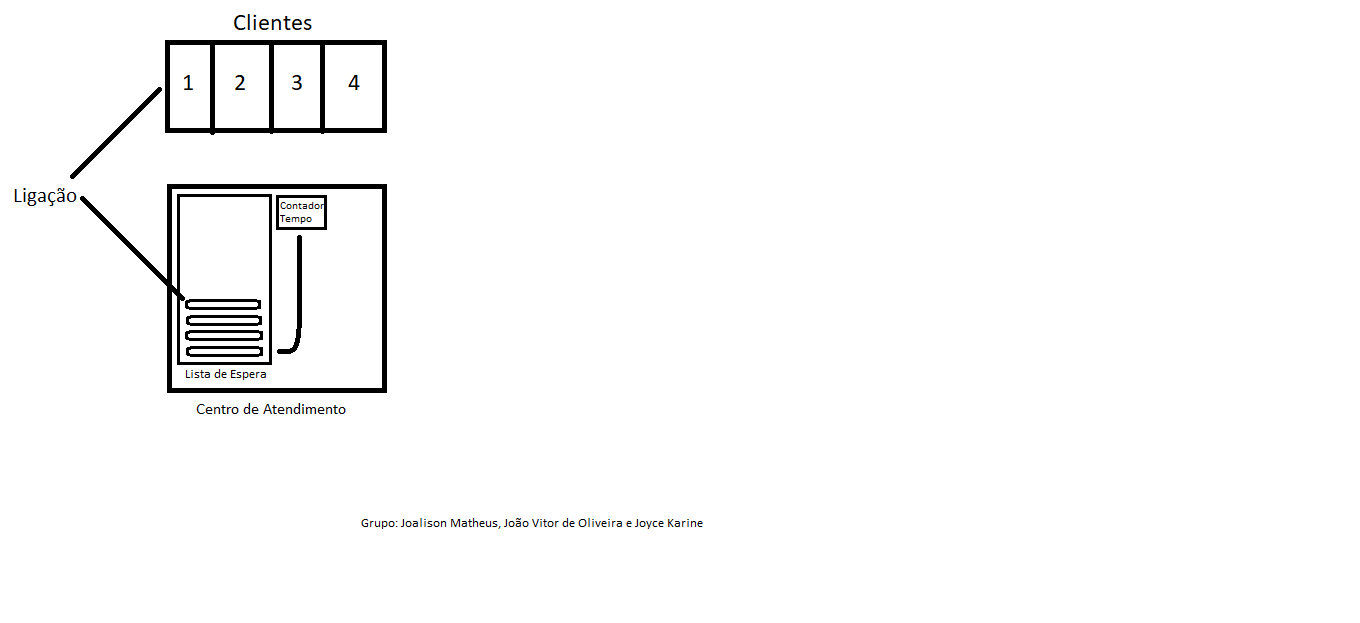 Clientes
1 2 3 4
Ligação
Contador
Tempo
Lista de Espera
Centro de Atendimento
Grupo: Joalison Matheus, João Vitor de Oliveira e Joyce Karine